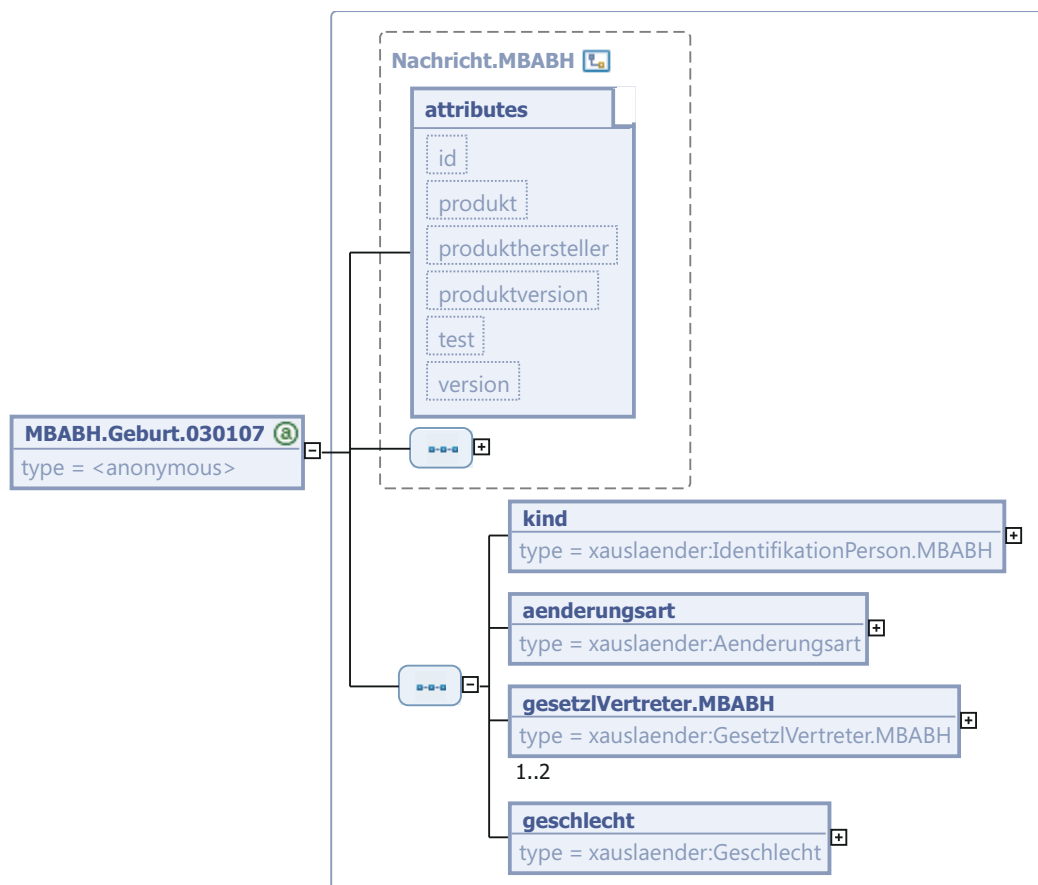 Nachricht.MBABH
attributes
id
produkt
produkthersteller
produktversion
test
version
MBABH.Geburt.030107 a
type = <anonymous>
kind
type = xauslaender:IdentifikationPerson.MBABH
aenderungsart
type = xauslaender:Aenderungsart
gesetzlVertreter.MBABH
type = xauslaender:GesetzlVertreter.MBABH
1..2
geschlecht
type = xauslaender:Geschlecht